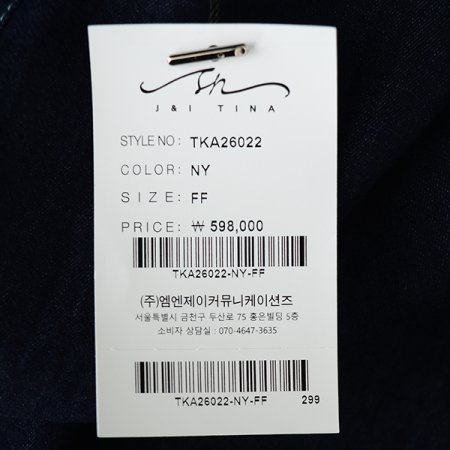 J&I TINA
STYLE NO: TKA26022
COLOR: NY
SIZE: FF
PRICE: ₩ 598,000
TKA26022-NY-FF
(주)엠엔제이커뮤니케이션즈
서울특별시 금천구 두산로 75 홍은빌딩 5층
소비자 상담실 : 070-4647-3635
TKA26022-NY-FF 299